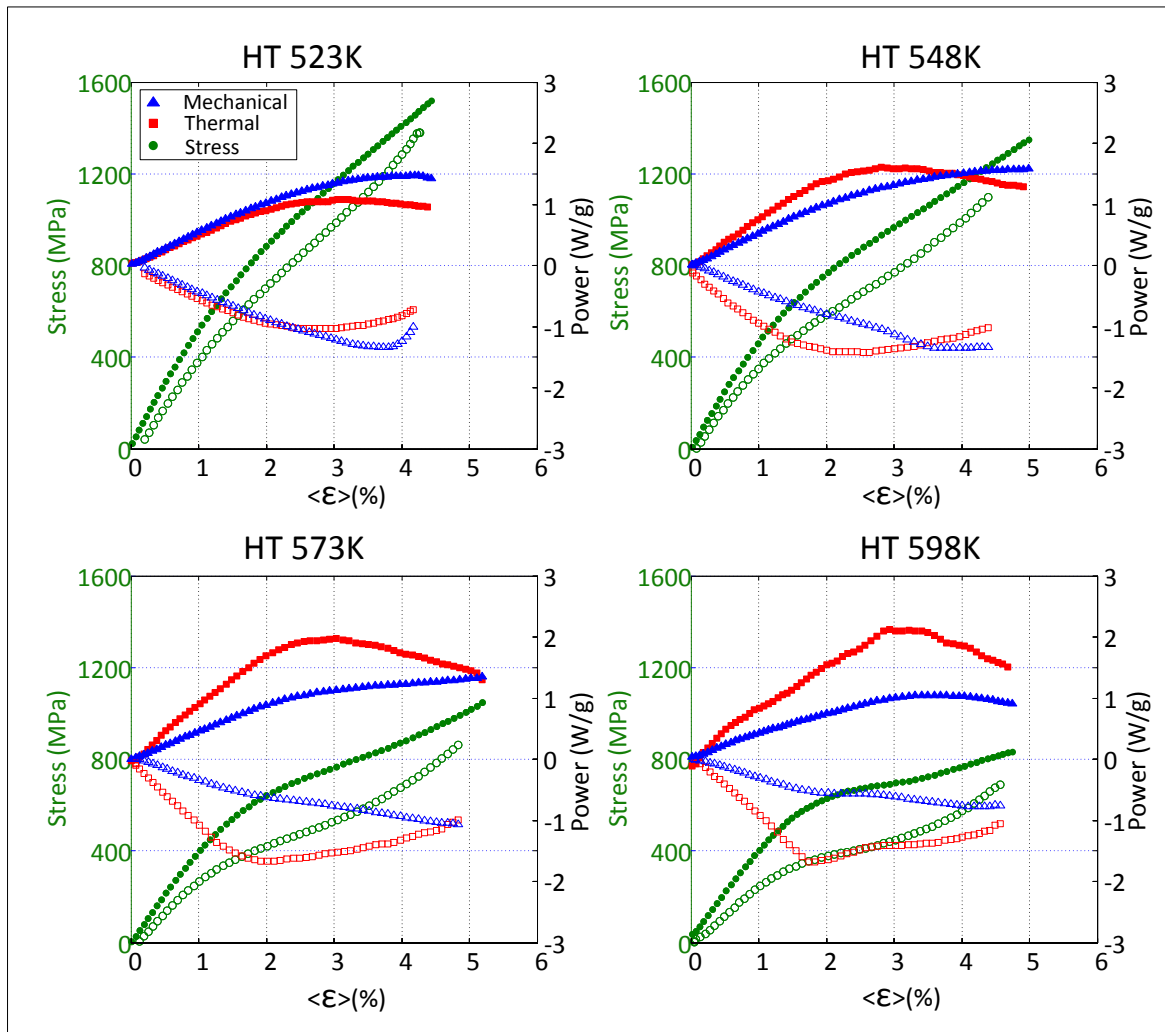 HT 523K
HT 548K
1600
1200
800
400
0
Stress (MPa)
Mechanical
Thermal
Stress
3
2
1
0
-1
-2
-3
Power (W/g)
0 1 2 3 4 5 6
<ε>(%)
1600
1200
800
400
0
Stress (MPa)
3
2
1
0
-1
-2
-3
Power (W/g)
0 1 2 3 4 5 6
<ε>(%)
HT 573K
HT 598K
1600
1200
800
400
0
Stress (MPa)
3
2
1
0
-1
-2
-3
Power (W/g)
0 1 2 3 4 5 6
<ε>(%)
1600
1200
800
400
0
Stress (MPa)
3
2
1
0
-1
-2
-3
Power (W/g)
0 1 2 3 4 5 6
<ε>(%)